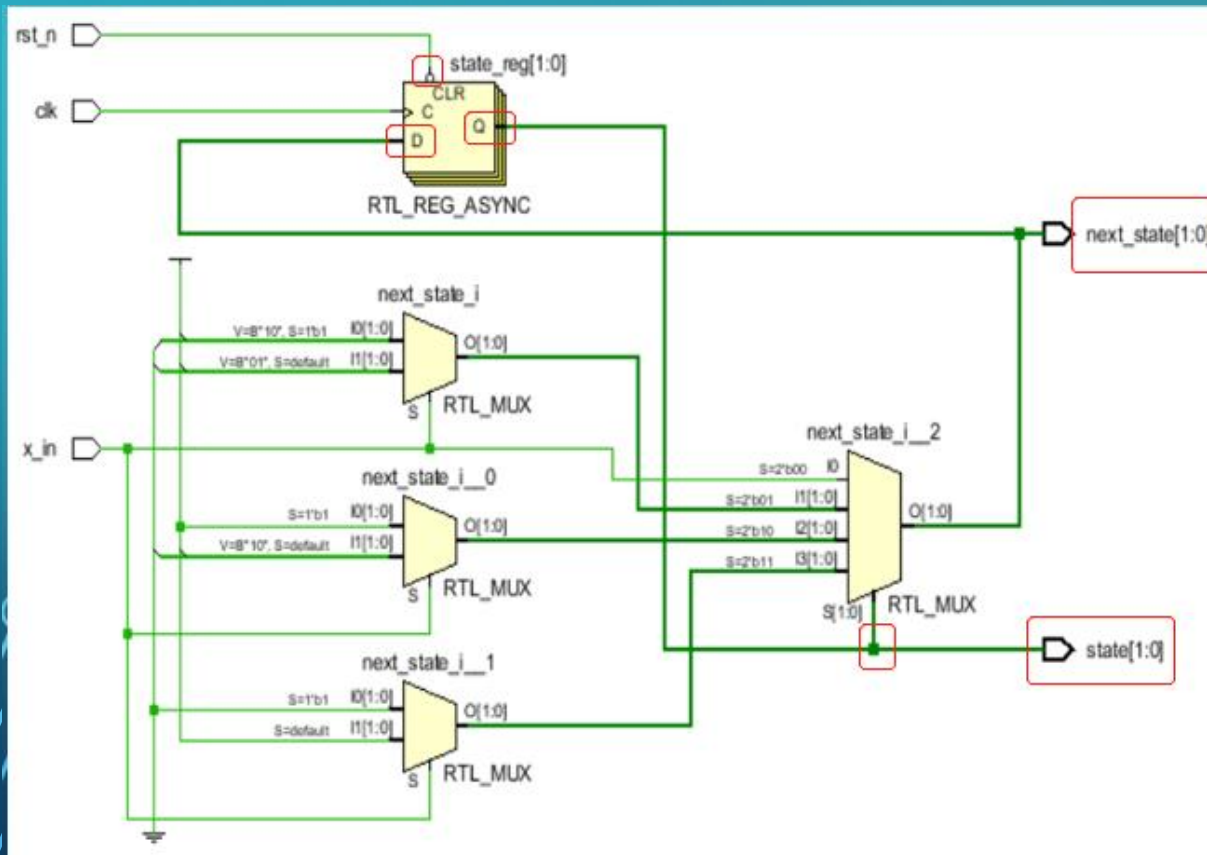 rst_n
state_reg[1:0]
CLR
clk
C
Q
D
RTL_REG_ASYNC
next_state[1:0]
next_state_i
V=B"10", S=1'b1
I0[1:0]
O[1:0]
V=B"01", S=default
I1[1:0]
S
RTL_MUX
x_in
next_state_i__2
next_state_i__0
S=2'b00
I0
S=1'b1
I0[1:0]
S=2'b01
I1[1:0]
O[1:0]
O[1:0]
V=B"10", S=default
I1[1:0]
S=2'b10
I2[1:0]
S=2'b11
I3[1:0]
S
RTL_MUX
S[1:0]
RTL_MUX
next_state_i__1
state[1:0]
S=1'b1
I0[1:0]
O[1:0]
S=default
I1[1:0]
S
RTL_MUX